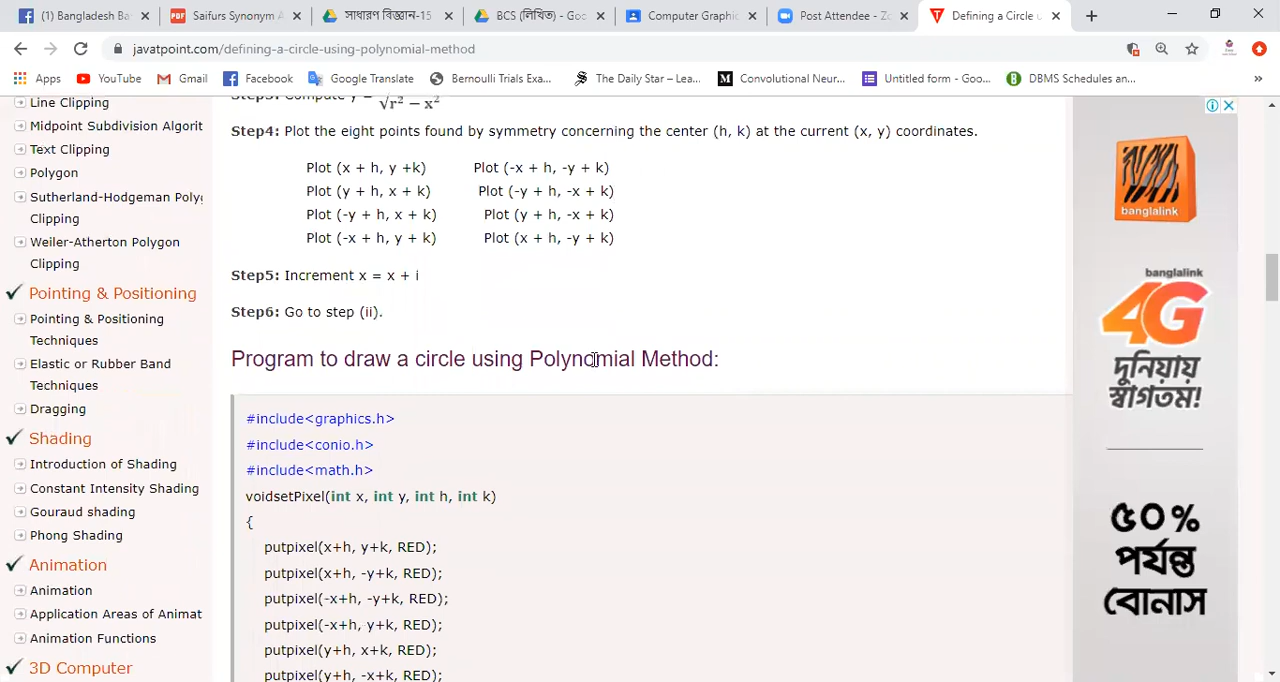 (1) Bangladesh Ba
Saifurs Synonym A
সাধারণ বিজ্ঞান-15
BCS (লিখিত) - Goo
Computer Graphic
Post Attendee - Zo
Defining a Circle u
javatpoint.com/defining-a-circle-using-polynomial-method
Apps
YouTube
Gmail
Facebook
Google Translate
Bernoulli Trials Exa...
The Daily Star – Lea...
Convolutional Neur...
Untitled form - Goo...
DBMS Schedules an...
Line Clipping
Midpoint Subdivision Algorit
Text Clipping
Polygon
Sutherland-Hodgeman Poly
Clipping
Weiler-Atherton Polygon
Clipping
Pointing & Positioning
Pointing & Positioning
Techniques
Elastic or Rubber Band
Techniques
Dragging
Shading
Introduction of Shading
Constant Intensity Shading
Gouraud shading
Phong Shading
Animation
Animation
Application Areas of Animat
Animation Functions
3D Computer
Step3: Compute y = √r² − x²
Step4: Plot the eight points found by symmetry concerning the center (h, k) at the current (x, y) coordinates.
Plot (x + h, y +k) Plot (-x + h, -y + k)
Plot (y + h, x + k) Plot (-y + h, -x + k)
Plot (-y + h, x + k) Plot (y + h, -x + k)
Plot (-x + h, y + k) Plot (x + h, -y + k)
Step5: Increment x = x + i
Step6: Go to step (ii).
Program to draw a circle using Polynomial Method:
#include<graphics.h>
#include<conio.h>
#include<math.h>
voidsetPixel(int x, int y, int h, int k)
{
putpixel(x+h, y+k, RED);
putpixel(x+h, -y+k, RED);
putpixel(-x+h, -y+k, RED);
putpixel(-x+h, y+k, RED);
putpixel(y+h, x+k, RED);
putpixel(y+h, -x+k, RED);
banglalink
banglalink
4G
দুনিয়ায়
স্বাগতম!
৫০%
পর্যন্ত
বোনাস